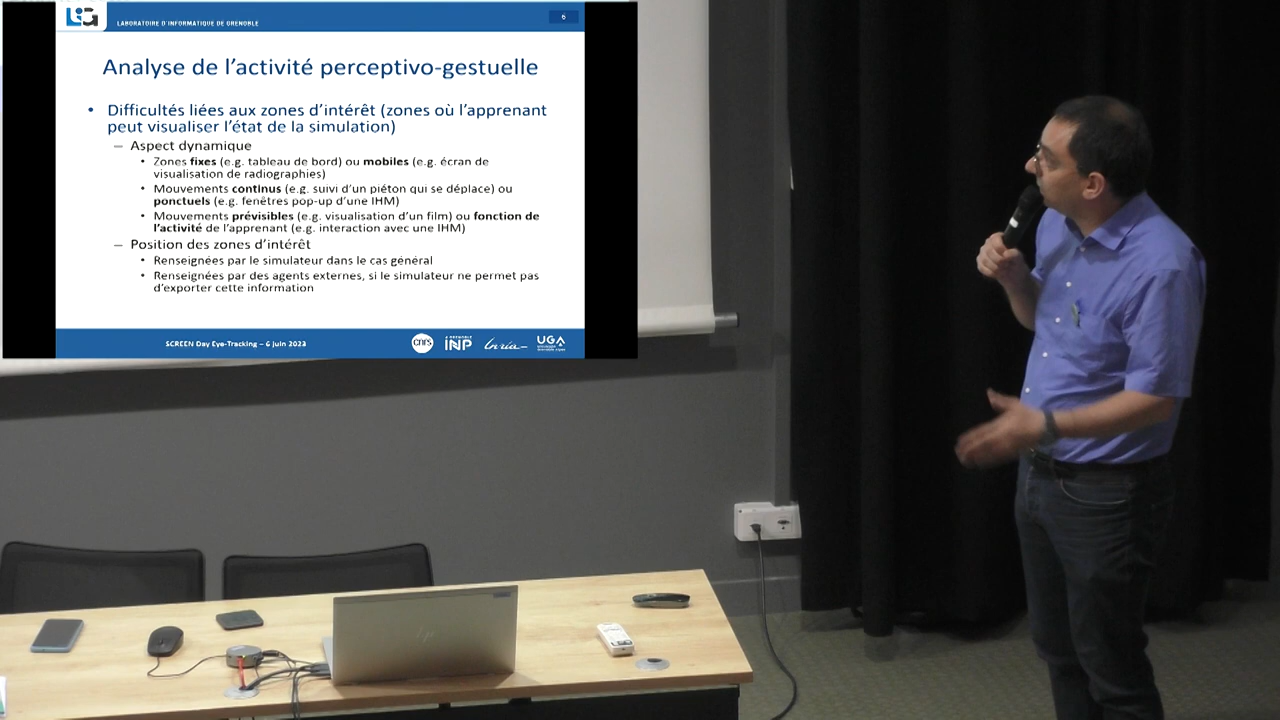 LIG
LABORATOIRE D'INFORMATIQUE DE GRENOBLE
6
Analyse de l'activité perceptivo-gestuelle
• Difficultés liées aux zones d'intérêt (zones où l'apprenant
peut visualiser l'état de la simulation)
– Aspect dynamique
• Zones fixes (e.g. tableau de bord) ou mobiles (e.g. écran de
visualisation de radiographies)
• Mouvements continus (e.g. suivi d'un piéton qui se déplace) ou
ponctuels (e.g. fenêtres pop-up d'une IHM)
• Mouvements prévisibles (e.g. visualisation d'un film) ou fonction de
l'activité de l'apprenant (e.g. interaction avec une IHM)
– Position des zones d'intérêt
• Renseignées par le simulateur dans le cas général
• Renseignées par des agents externes, si le simulateur ne permet pas
d'exporter cette information
SCREEN Day Eye-Tracking – 6 juin 2023
cnrs
GRENOBLE
INP
Inria
UGA
hp